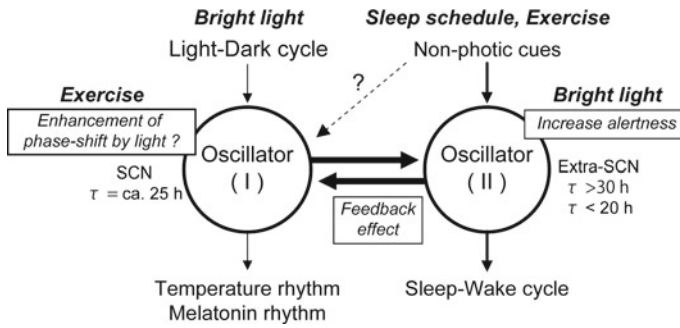 Bright light
Sleep schedule, Exercise
Light-Dark cycle
Non-photic cues
?
Exercise
Enhancement of
phase-shift by light ?
Bright light
Increase alertness
Oscillator
( I )
Oscillator
( II )
SCN
τ = ca. 25 h
Extra-SCN
τ >30 h
τ < 20 h
Feedback
effect
Temperature rhythm
Melatonin rhythm
Sleep-Wake cycle